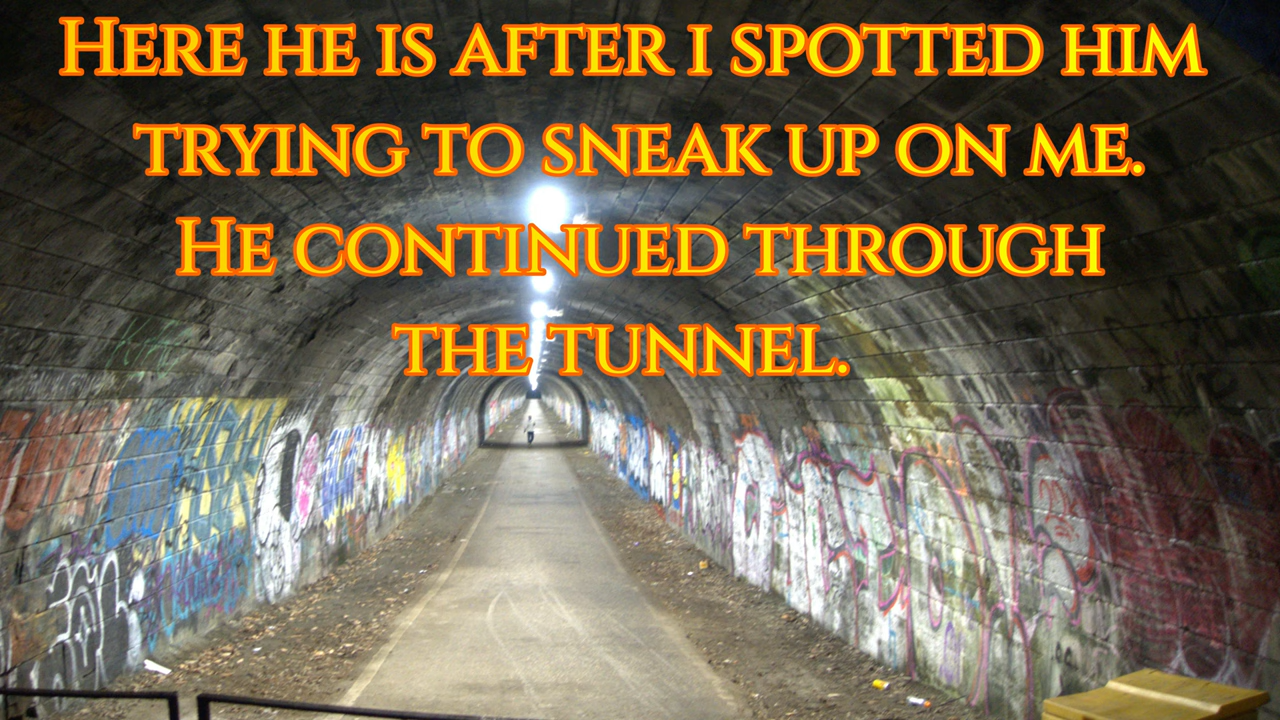 Here he is after i spotted him
trying to sneak up on me.
He continued through
the tunnel.